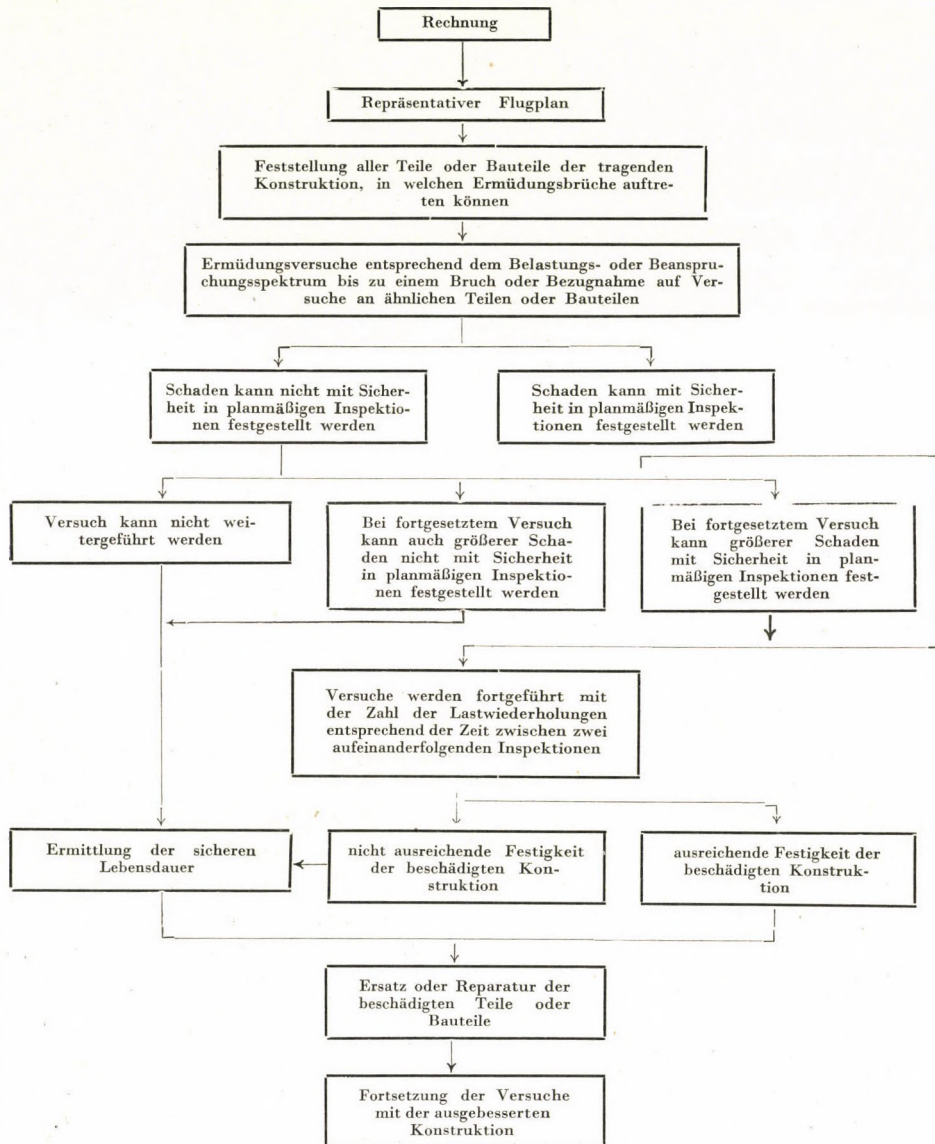 Rechnung
Repräsentativer Flugplan
Feststellung aller Teile oder Bauteile der tragenden
Konstruktion, in welchen Ermüdungsbrüche auftre-
ten können
Ermüdungsversuche entsprechend dem Belastungs- oder Beanspru-
chungsspektrum bis zu einem Bruch oder Bezugnahme auf Ver-
suche an ähnlichen Teilen oder Bauteilen
Schaden kann nicht mit Sicher-
heit in planmäßigen Inspektio-
nen festgestellt werden
Schaden kann mit Sicher-
heit in planmäßigen Inspek-
tionen festgestellt werden
Versuch kann nicht wei-
tergeführt werden
Bei fortgesetztem Versuch
kann auch größerer Scha-
den nicht mit Sicherheit
in planmäßigen Inspektio-
nen festgestellt werden
Bei fortgesetztem Versuch
kann größerer Schaden
mit Sicherheit in plan-
mäßigen Inspektionen fest-
gestellt werden
Versuche werden fortgeführt mit
der Zahl der Lastwiederholungen
entsprechend der Zeit zwischen zwei
aufeinanderfolgenden Inspektionen
Ermittlung der sicheren
Lebensdauer
nicht ausreichende Festigkeit
der beschädigten Kon-
struktion
ausreichende Festigkeit der
beschädigten Konstruk-
tion
Ersatz oder Reparatur der
beschädigten Teile oder
Bauteile
Fortsetzung der Versuche
mit der ausgebesserten
Konstruktion